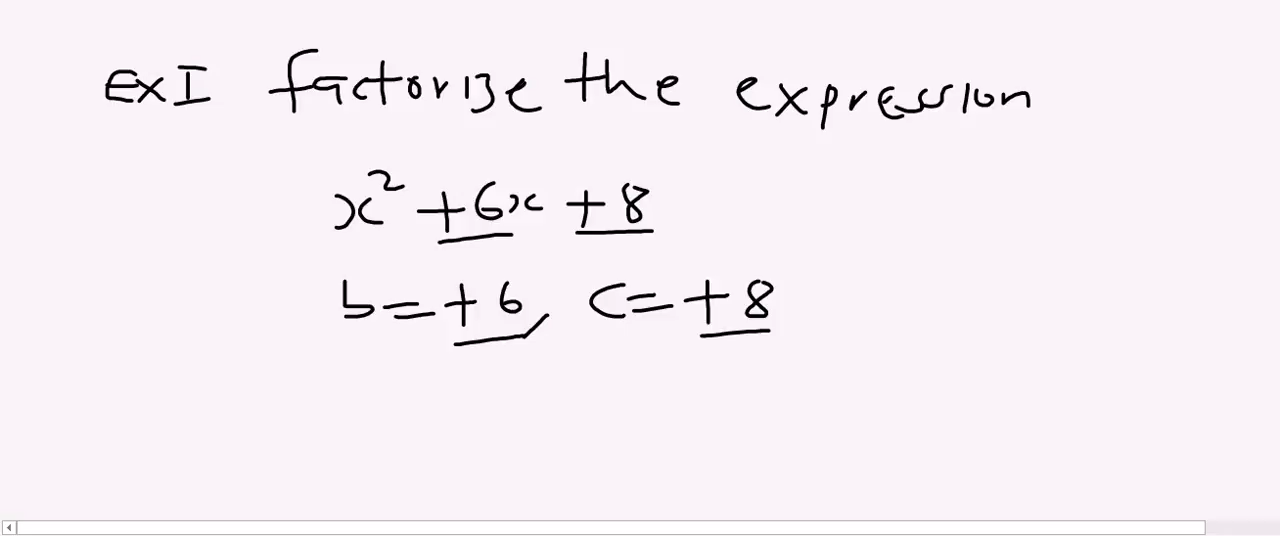 Ex1 factorize the expression
x² +6x +8
b=+6, c=+8